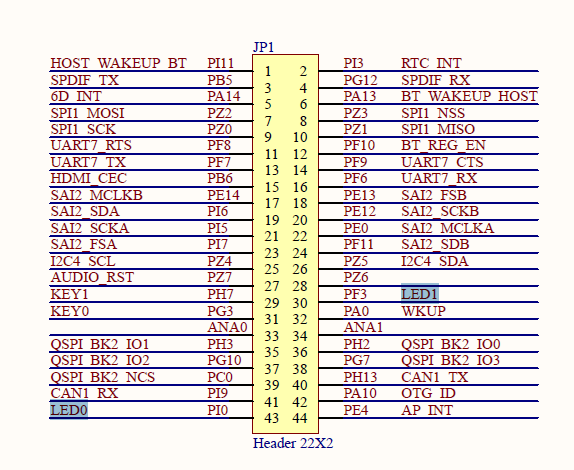 JP1
HOST_WAKEUP_BT PI11 1 2 PI3 RTC_INT
SPDIF_TX PB5 3 4 PG12 SPDIF_RX
6D_INT PA14 5 6 PA13 BT_WAKEUP_HOST
SPI1_MOSI PZ2 7 8 PZ3 SPI1_NSS
SPI1_SCK PZ0 9 10 PZ1 SPI1_MISO
UART7_RTS PF8 11 12 PF10 BT_REG_EN
UART7_TX PF7 13 14 PF9 UART7_CTS
HDMI_CEC PB6 15 16 PF6 UART7_RX
SAI2_MCLKB PE14 17 18 PE13 SAI2_FSB
SAI2_SDA PI6 19 20 PE12 SAI2_SCKB
SAI2_SCKA PI5 21 22 PE0 SAI2_MCLKA
SAI2_FSA PI7 23 24 PF11 SAI2_SDB
I2C4_SCL PZ4 25 26 PZ5 I2C4_SDA
AUDIO_RST PZ7 27 28 PZ6
KEY1 PH7 29 30 PF3 LED1
KEY0 PG3 31 32 PA0 WKUP
ANA0 33 34 ANA1
QSPI_BK2_IO1 PH3 35 36 PH2 QSPI_BK2_IO0
QSPI_BK2_IO2 PG10 37 38 PG7 QSPI_BK2_IO3
QSPI_BK2_NCS PC0 39 40 PH13 CAN1_TX
CAN1_RX PI9 41 42 PA10 OTG_ID
LED0 PI0 43 44 PE4 AP_INT
Header 22X2